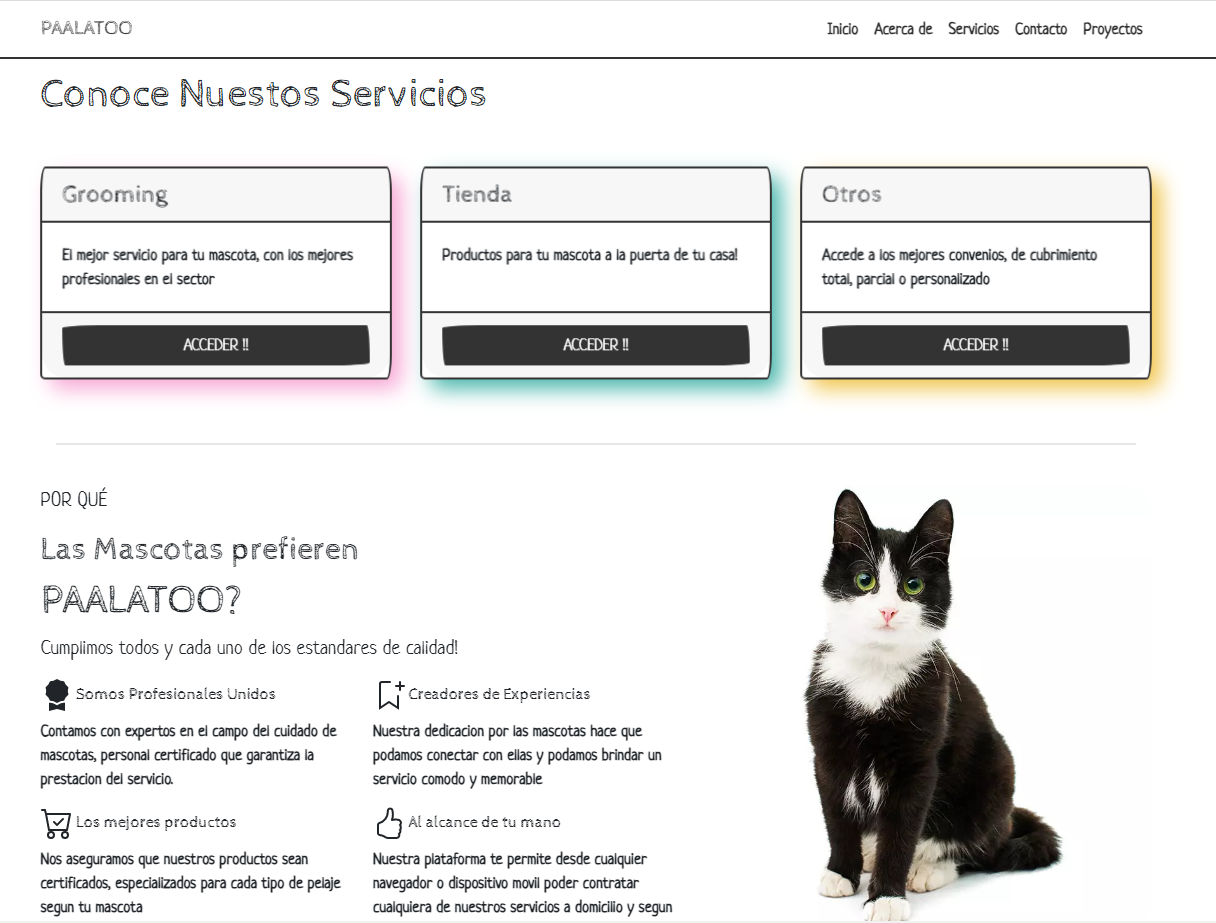 PAALATOO
Inicio Acerca de Servicios Contacto Proyectos
Conoce Nuestos Servicios
Grooming
El mejor servicio para tu mascota, con los mejores
profesionales en el sector
ACCEDER !!
Tienda
Productos para tu mascota a la puerta de tu casa!
ACCEDER !!
Otros
Accede a los mejores convenios, de cubrimiento
total, parcial o personalizado
ACCEDER !!
POR QUÉ
Las Mascotas prefieren
PAALATOO?
Cumplimos todos y cada uno de los estandares de calidad!
Somos Profesionales Unidos
Contamos con expertos en el campo del cuidado de
mascotas, personal certificado que garantiza la
prestacion del servicio.
Creadores de Experiencias
Nuestra dedicacion por las mascotas hace que
podamos conectar con ellas y podamos brindar un
servicio comodo y memorable
Los mejores productos
Nos aseguramos que nuestros productos sean
certificados, especializados para cada tipo de pelaje
segun tu mascota
Al alcance de tu mano
Nuestra plataforma te permite desde cualquier
navegador o dispositivo movil poder contratar
cualquiera de nuestros servicios a domicilio y segun